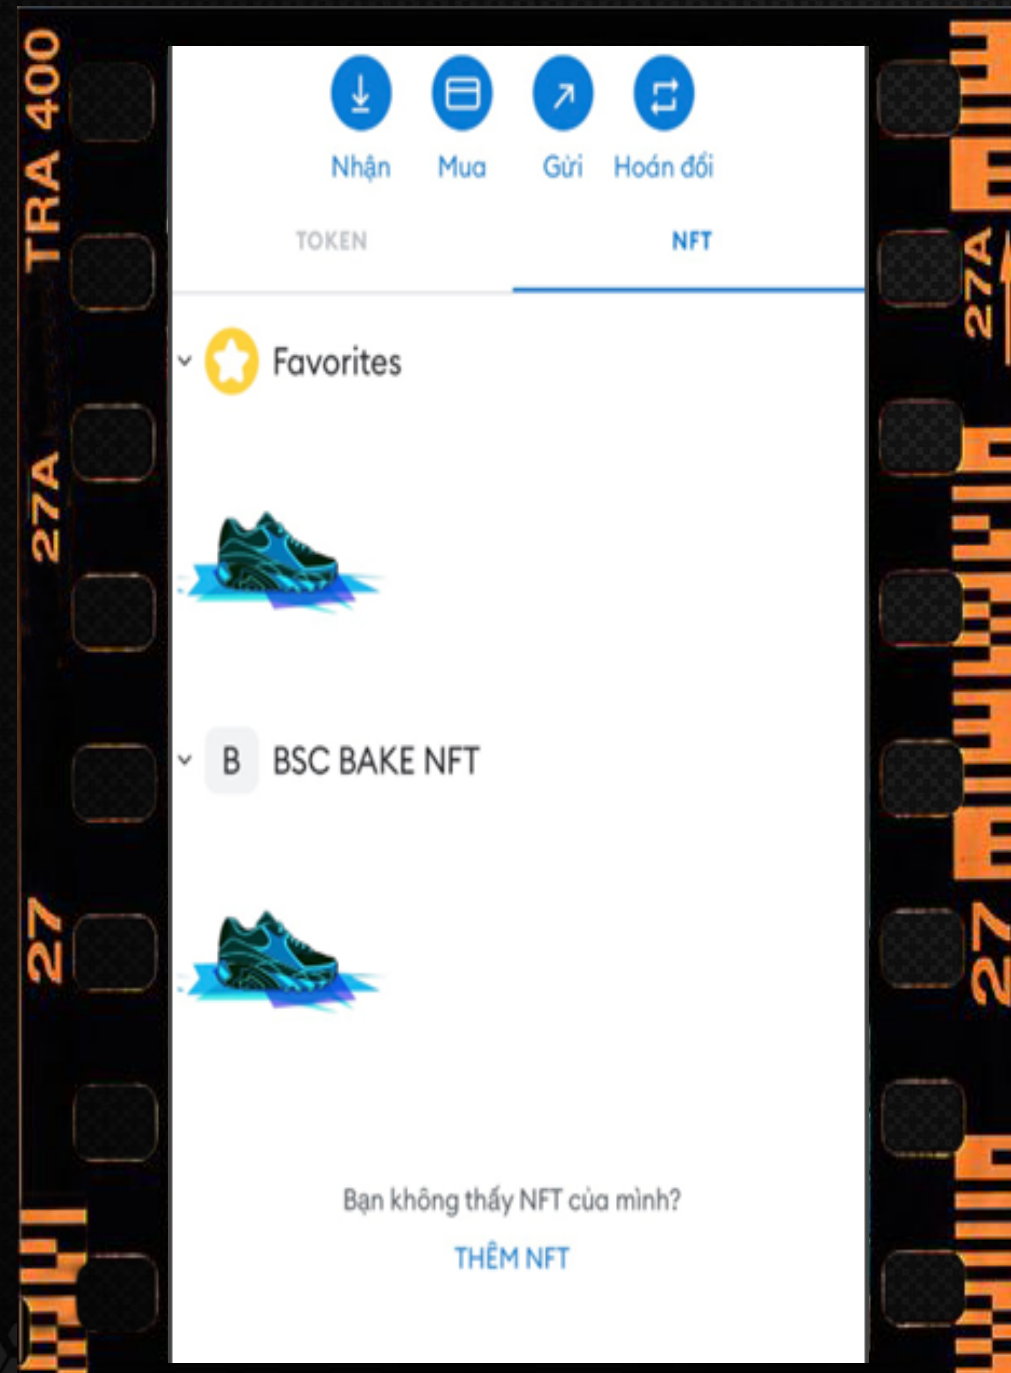 TRA 400
27A
27
Nhận
Mua
Gửi
Hoán đổi
TOKEN
NFT
Favorites
B
BSC BAKE NFT
Bạn không thấy NFT của mình?
THÊM NFT
27A
27